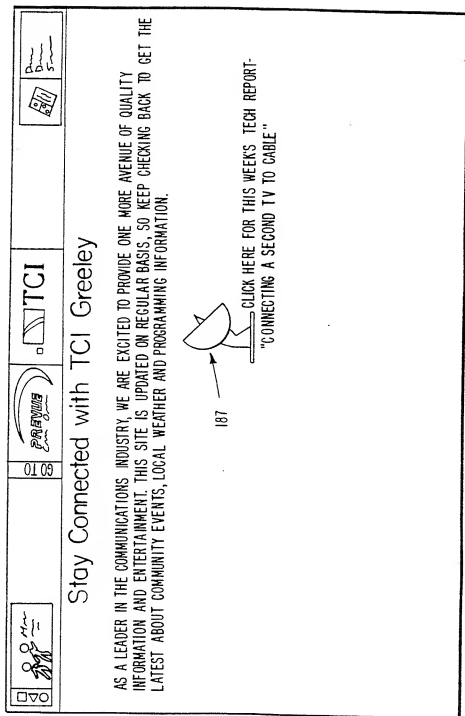 GO TO
PREVUE
TCI
Stay Connected with TCI Greeley
AS A LEADER IN THE COMMUNICATIONS INDUSTRY, WE ARE EXCITED TO PROVIDE ONE MORE AVENUE OF QUALITY
INFORMATION AND ENTERTAINMENT. THIS SITE IS UPDATED ON REGULAR BASIS, SO KEEP CHECKING BACK TO GET THE
LATEST ABOUT COMMUNITY EVENTS, LOCAL WEATHER AND PROGRAMMING INFORMATION.
187
CLICK HERE FOR THIS WEEK'S TECH REPORT-
"CONNECTING A SECOND TV TO CABLE"